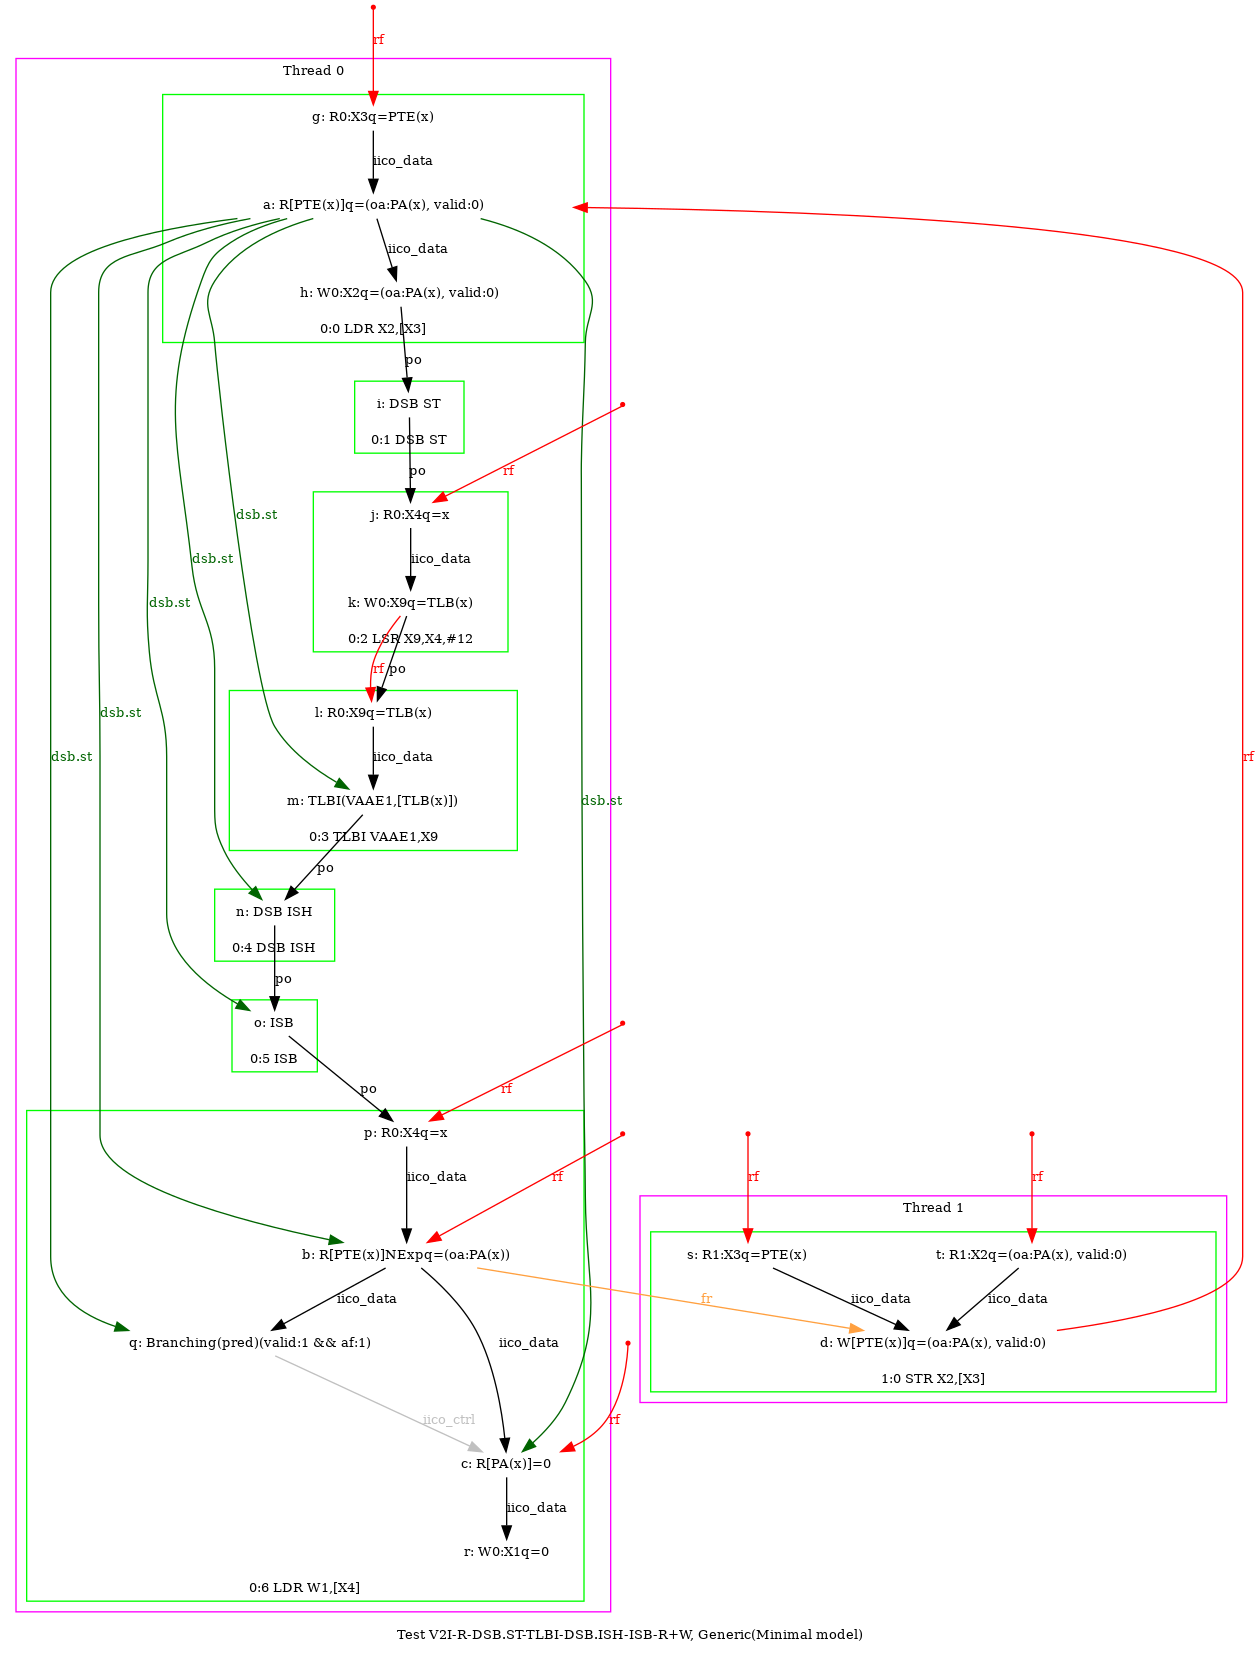 rf
Thread 0
g: R0:X3q=PTE(x)
iico_data
a: R[PTE(x)]q=(oa:PA(x), valid:0)
iico_data
h: W0:X2q=(oa:PA(x), valid:0)
0:0 LDR X2,[X3]
po
i: DSB ST
0:1 DSB ST
po
rf
j: R0:X4q=x
dsb.st
dsb.st
iico_data
dsb.st
k: W0:X9q=TLB(x)
0:2 LSR X9,X4,#12
rf
po
dsb.st
l: R0:X9q=TLB(x)
dsb.st
iico_data
rf
m: TLBI(VAAE1,[TLB(x)])
dsb.st
0:3 TLBI VAAE1,X9
po
n: DSB ISH
0:4 DSB ISH
po
o: ISB
0:5 ISB
po
rf
p: R0:X4q=x
iico_data
rf
rf
rf
Thread 1
b: R[PTE(x)]NExpq=(oa:PA(x))
s: R1:X3q=PTE(x)
t: R1:X2q=(oa:PA(x), valid:0)
iico_data
fr
iico_data
iico_data
q: Branching(pred)(valid:1 && af:1)
iico_data
d: W[PTE(x)]q=(oa:PA(x), valid:0)
1:0 STR X2,[X3]
iico_ctrl
rf
c: R[PA(x)]=0
iico_data
r: W0:X1q=0
0:6 LDR W1,[X4]
Test V2I-R-DSB.ST-TLBI-DSB.ISH-ISB-R+W, Generic(Minimal model)